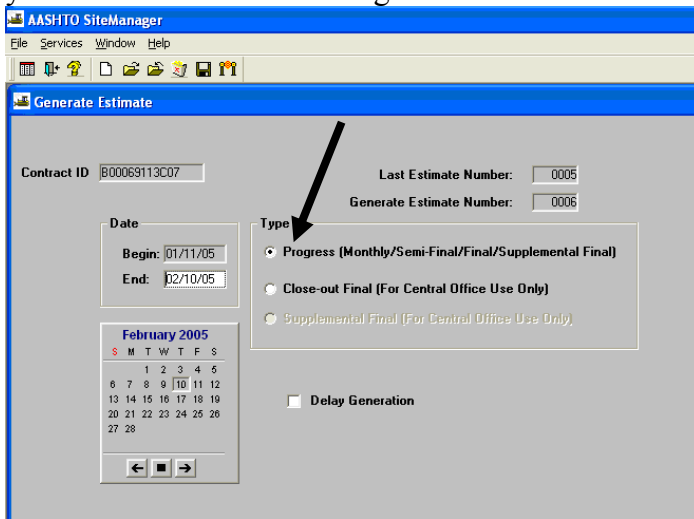 AASHTO SiteManager
File Services Window Help
Generate Estimate
Contract ID B00069113C07
Last Estimate Number: 0005
Generate Estimate Number: 0006
Date
Begin: 01/11/05
End: 02/10/05
Type
Progress (Monthly/Semi-Final/Final/Supplemental Final)
Close-out Final (For Central Office Use Only)
Supplemental Final (For Central Office Use Only)
February 2005
S M T W T F S
1 2 3 4 5
6 7 8 9 10 11 12
13 14 15 16 17 18 19
20 21 22 23 24 25 26
27 28
Delay Generation